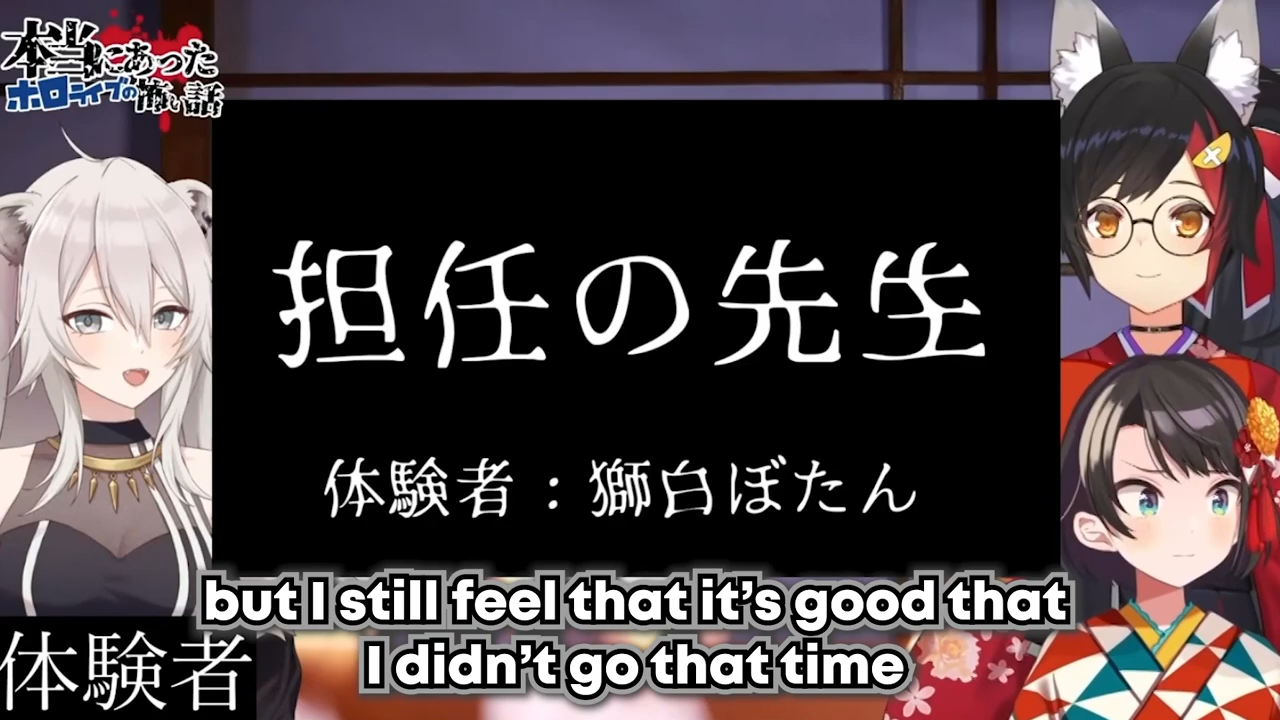 本当にあった
ホロライブの怖い話
担任の先生
体験者：獅白ぼたん
but I still feel that it's good that
I didn't go that time
体験者